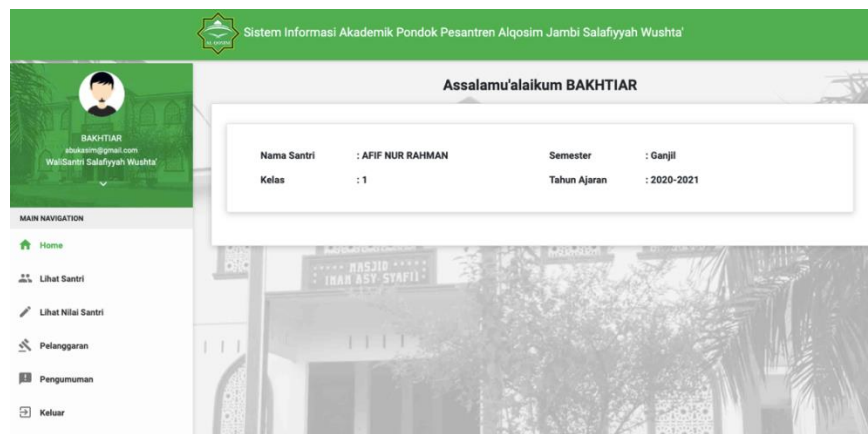 AL QOSIM
Sistem Informasi Akademik Pondok Pesantren Alqosim Jambi Salafiyyah Wushta'
BAKHTIAR
abukasim@gmail.com
WaliSantri Salafiyyah Wushta'
MAIN NAVIGATION
Home
Lihat Santri
Lihat Nilai Santri
Pelanggaran
Pengumuman
Keluar
Assalamu'alaikum BAKHTIAR
Nama Santri : AFIF NUR RAHMAN Semester : Ganjil
Kelas : 1 Tahun Ajaran : 2020-2021
MASJID
IMAM ASY SYAFI'I